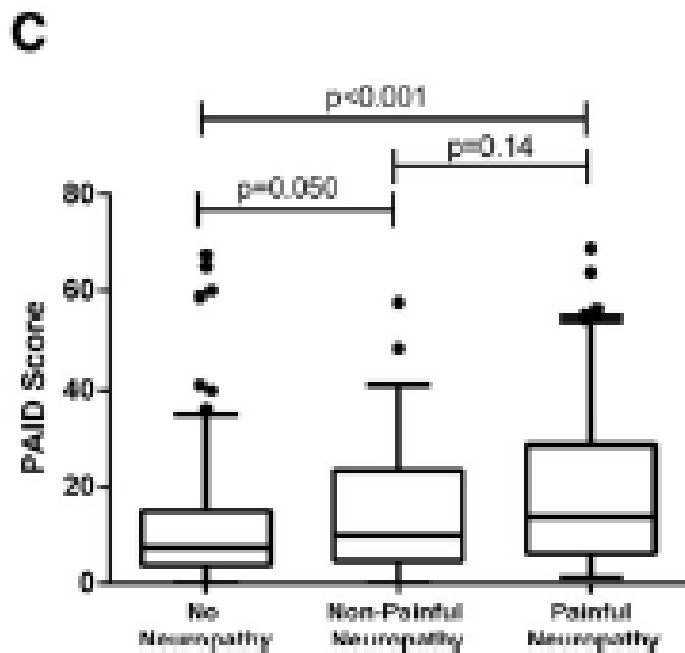 C
p<0.001
p=0.14
p=0.050
80
60
40
20
0
PAID Score
No
Neuropathy
Non-Painful
Neuropathy
Painful
Neuropathy